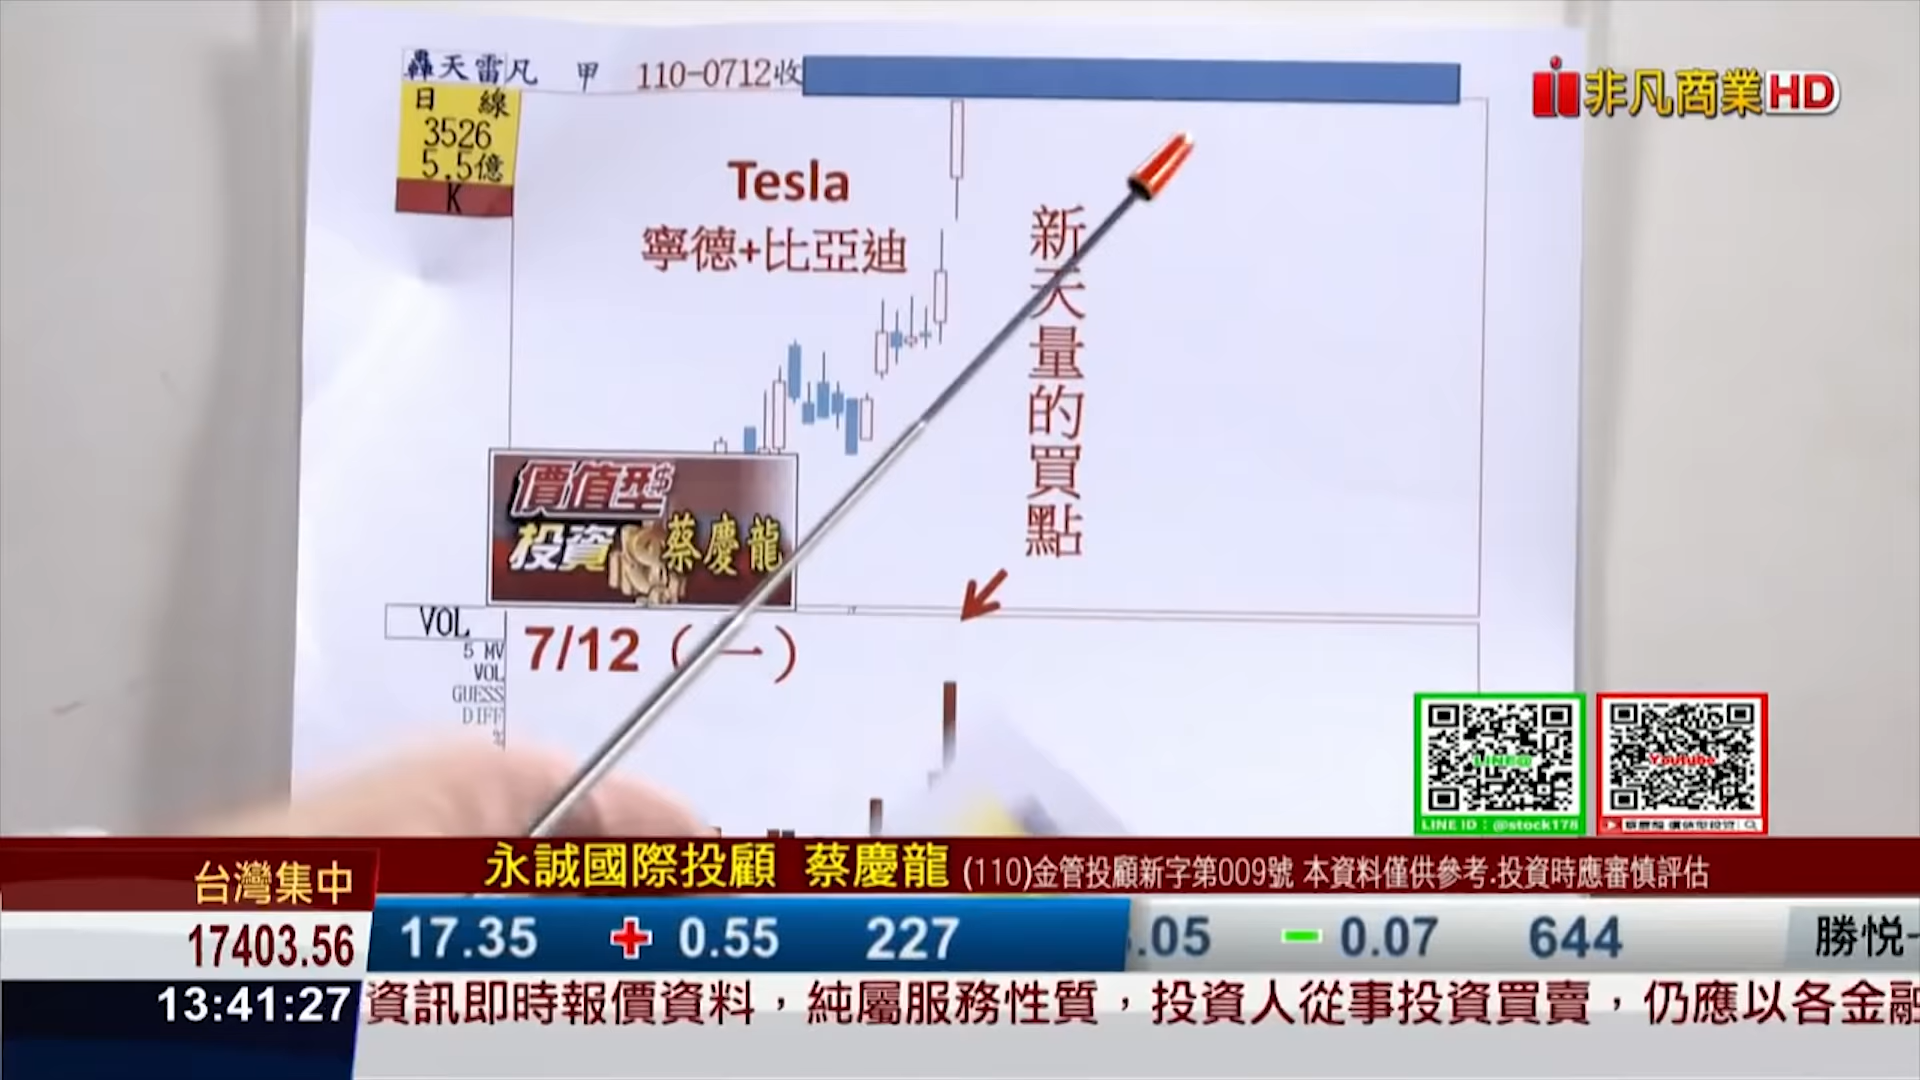 轟天雷凡 甲 110-0712收
非凡商業HD
日 線
3526
5.5億
K
Tesla
寧德+比亞迪
新天量的買點
價值型
投資 蔡慶龍
VOL
7/12（一）
5 MV
VOL
GUESS
DIFF
LINE@
Youtube
LINE ID：@stock178
永誠國際投顧 蔡慶龍 (110)金管投顧新字第009號 本資料僅供參考.投資時應審慎評估
台灣集中
17403.56
17.35 + 0.55 227
.05 - 0.07 644 勝悦-
13:41:27
資訊即時報價資料，純屬服務性質，投資人從事投資買賣，仍應以各金融